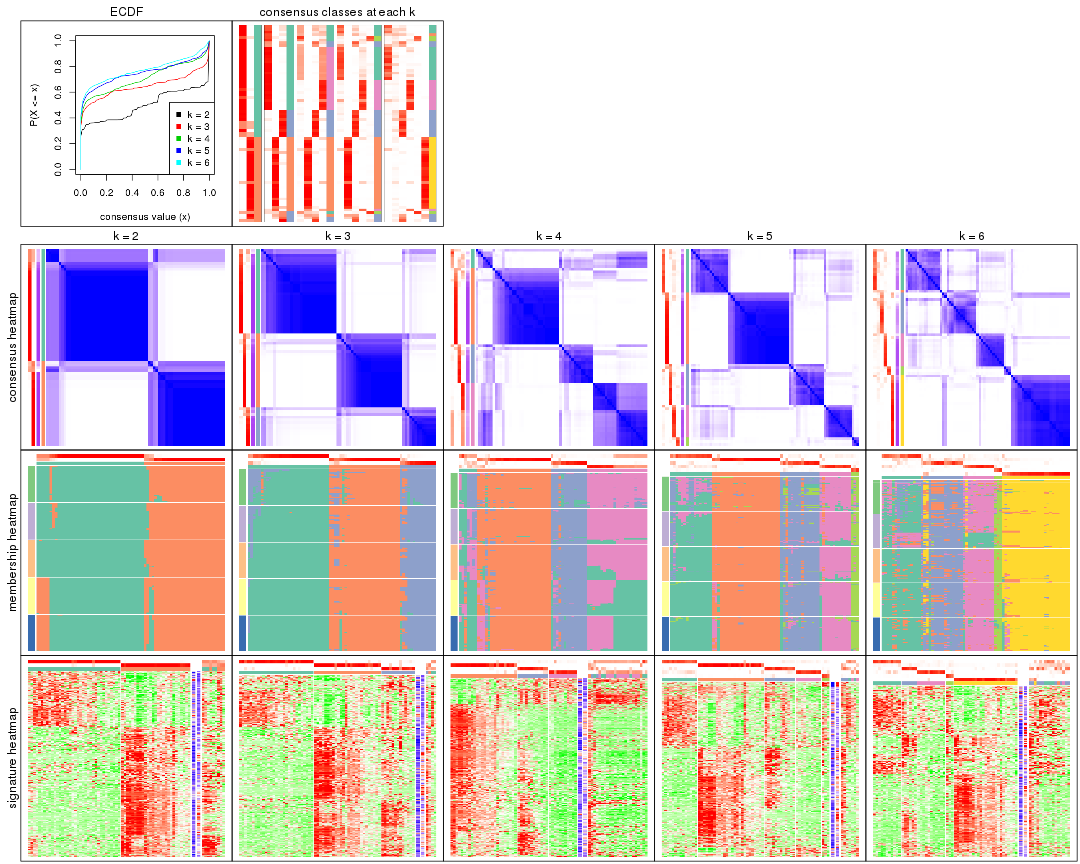 ECDF
consensus classes at each k
P(X <= x)
0.0 0.2 0.4 0.6 0.8 1.0
k = 2
k = 3
k = 4
k = 5
k = 6
0.0 0.2 0.4 0.6 0.8 1.0
consensus value (x)
k = 2 k = 3 k = 4 k = 5 k = 6
consensus heatmap
membership heatmap
signature heatmap